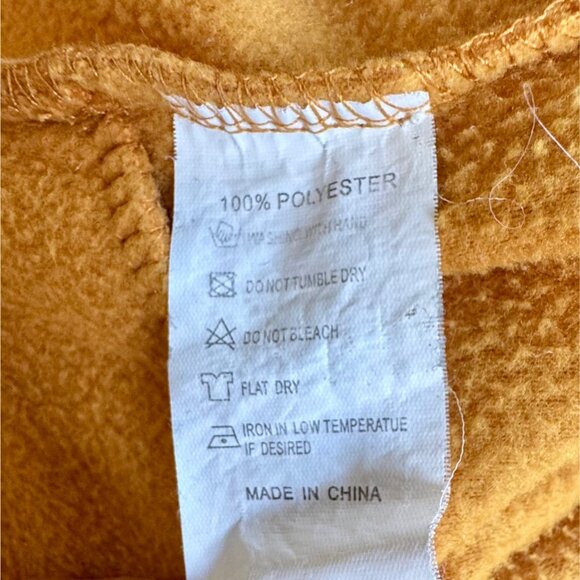 100% POLYESTER
WASHING WITH HAND
DO NOT TUMBLE DRY
DO NOT BLEACH
FLAT DRY
IRON IN LOW TEMPERATUE
IF DESIRED
MADE IN CHINA